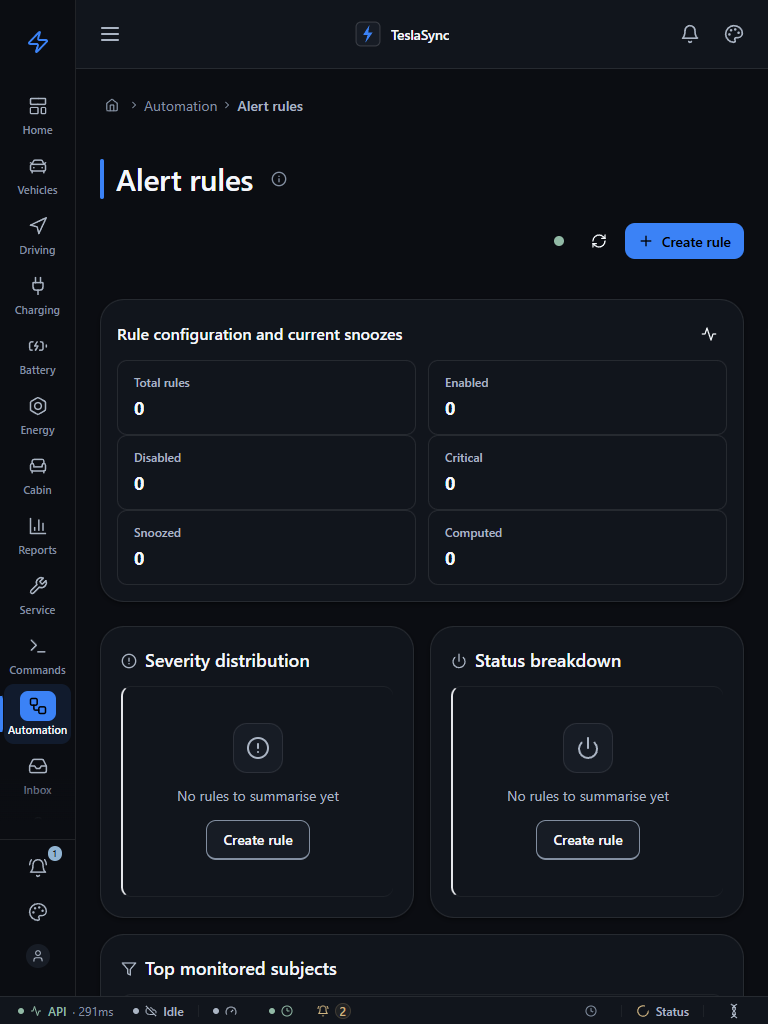 TeslaSync
Home
Vehicles
Driving
Charging
Battery
Energy
Cabin
Reports
Service
Commands
Automation
Inbox
1
Automation
Alert rules
Alert rules
Create rule
Rule configuration and current snoozes
Total rules
0
Enabled
0
Disabled
0
Critical
0
Snoozed
0
Computed
0
Severity distribution
No rules to summarise yet
Create rule
Status breakdown
No rules to summarise yet
Create rule
Top monitored subjects
API · 291ms
Idle
2
Status